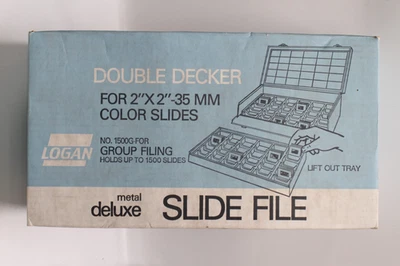 DOUBLE DECKER
FOR 2"X2"-35 MM
COLOR SLIDES
LOGAN
NO. 1500G FOR
GROUP FILING
HOLDS UP TO 1500 SLIDES
LIFT OUT TRAY
metal
deluxe SLIDE FILE